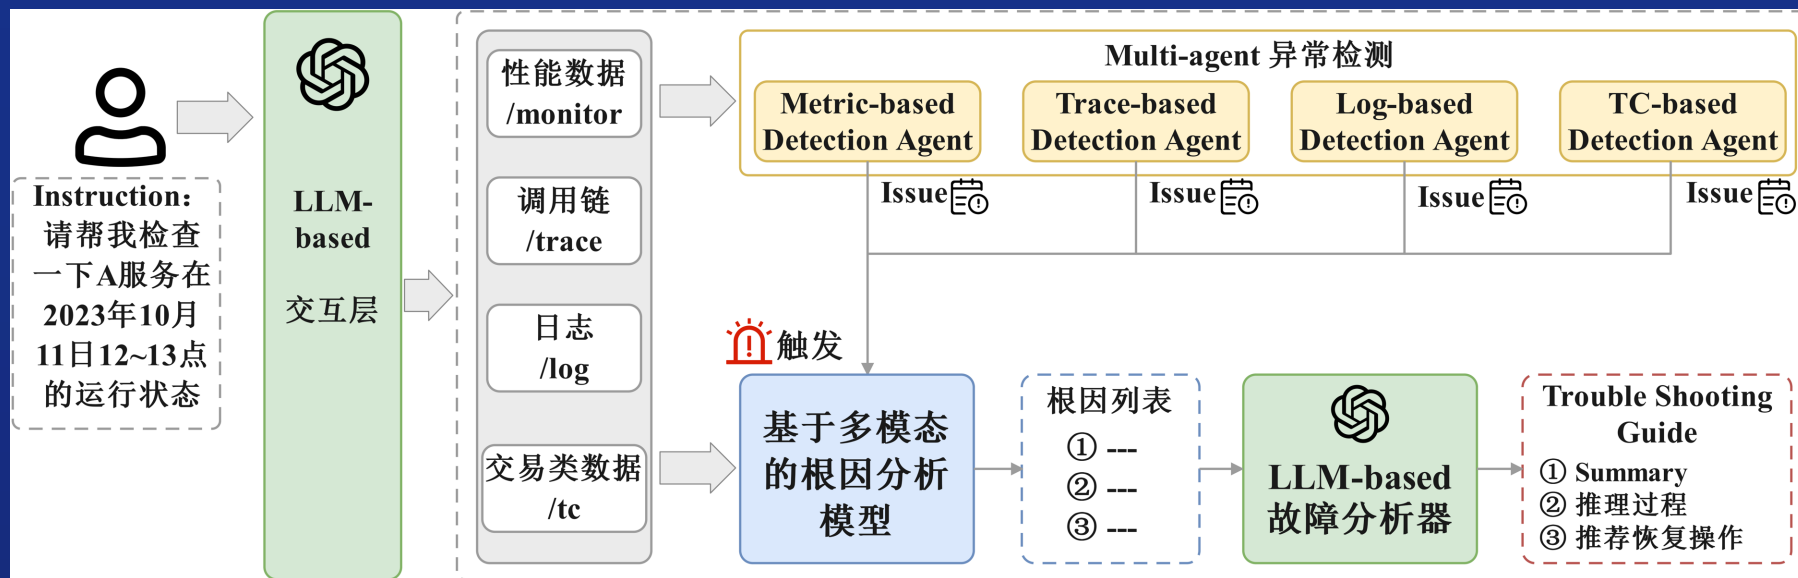 Instruction：
请帮我检查
一下A服务在
2023年10月
11日12~13点
的运行状态
LLM-
based
交互层
性能数据
/monitor
调用链
/trace
日志
/log
交易类数据
/tc
Multi-agent 异常检测
Metric-based
Detection Agent
Trace-based
Detection Agent
Log-based
Detection Agent
TC-based
Detection Agent
Issue
Issue
Issue
Issue
触发
基于多模态
的根因分析
模型
根因列表
① ---
② ---
③ ---
LLM-based
故障分析器
Trouble Shooting
Guide
① Summary
② 推理过程
③ 推荐恢复操作